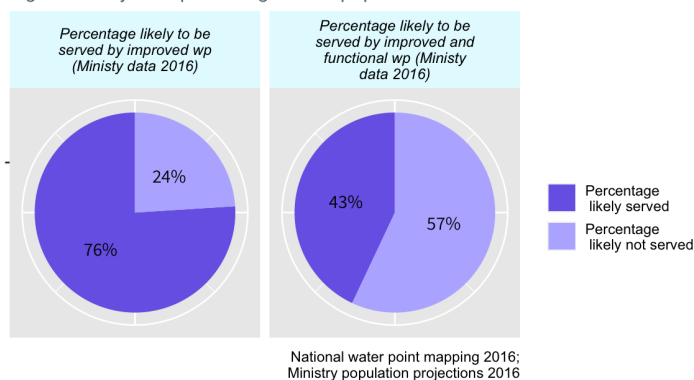 Percentage likely to be
served by improved wp
(Ministy data 2016)
Percentage likely to be
served by improved and
functional wp (Ministy
data 2016)
24%
76%
43%
57%
Percentage
likely served
Percentage
likely not served
National water point mapping 2016;
Ministry population projections 2016